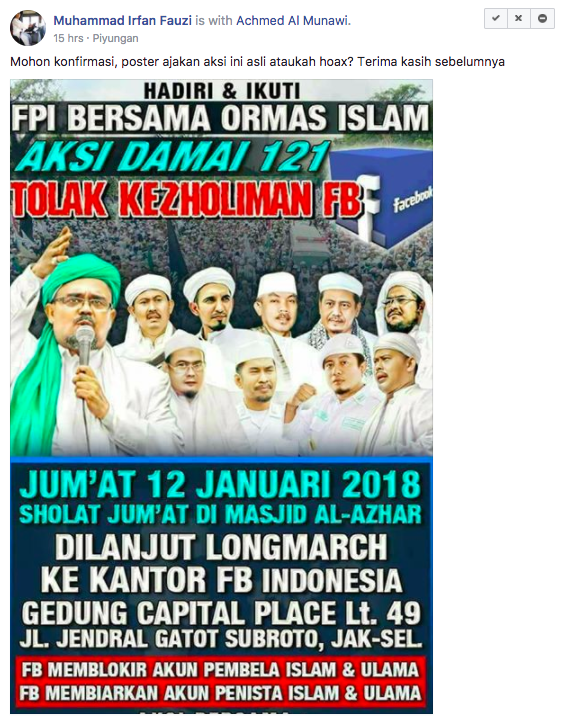 Muhammad Irfan Fauzi is with Achmed Al Munawi.
15 hrs · Piyungan
Mohon konfirmasi, poster ajakan aksi ini asli ataukah hoax? Terima kasih sebelumnya
HADIRI & IKUTI
FPI BERSAMA ORMAS ISLAM
AKSI DAMAI 121
TOLAK KEZHOLIMAN FB
F
facebook
JUM'AT 12 JANUARI 2018
SHOLAT JUM'AT DI MASJID AL-AZHAR
DILANJUT LONGMARCH
KE KANTOR FB INDONESIA
GEDUNG CAPITAL PLACE Lt. 49
JL. JENDRAL GATOT SUBROTO, JAK-SEL
FB MEMBLOKIR AKUN PEMBELA ISLAM & ULAMA
FB MEMBIARKAN AKUN PENISTA ISLAM & ULAMA